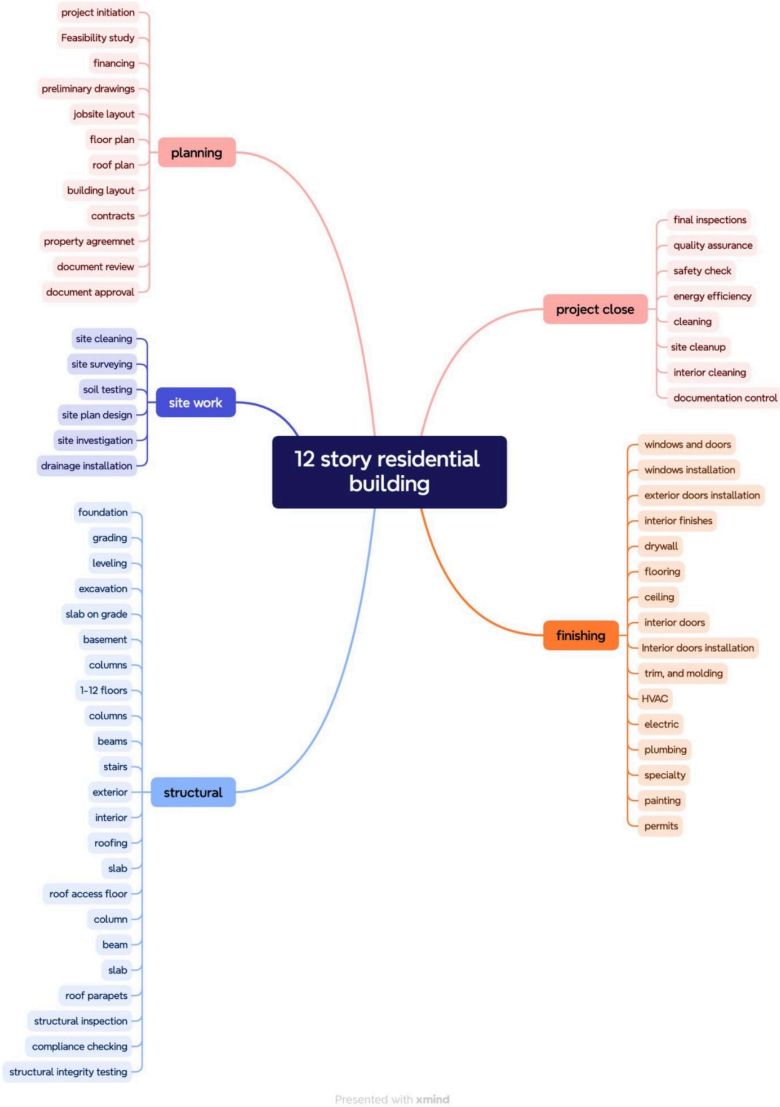 project initiation
Feasibility study
financing
preliminary drawings
jobsite layout
floor plan
roof plan
building layout
contracts
property agreemnet
document review
document approval
planning
site cleaning
site surveying
soil testing
site plan design
site investigation
drainage installation
site work
foundation
grading
leveling
excavation
slab on grade
basement
columns
1-12 floors
columns
beams
stairs
exterior
interior
roofing
slab
roof access floor
column
beam
slab
roof parapets
structural inspection
compliance checking
structural integrity testing
structural
12 story residential
building
project close
final inspections
quality assurance
safety check
energy efficiency
cleaning
site cleanup
interior cleaning
documentation control
finishing
windows and doors
windows installation
exterior doors installation
interior finishes
drywall
flooring
ceiling
interior doors
Interior doors installation
trim, and molding
HVAC
electric
plumbing
specialty
painting
permits
Presented with xmind